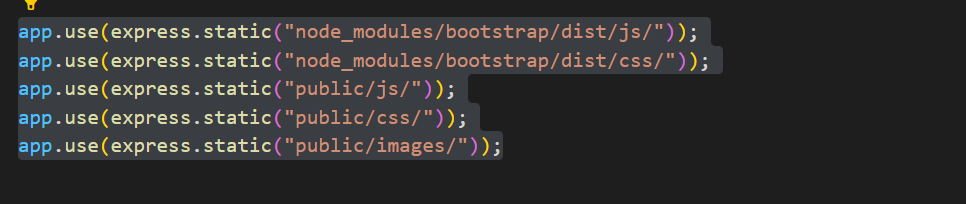 app.use(express.static("node_modules/bootstrap/dist/js/"));
app.use(express.static("node_modules/bootstrap/dist/css/"));
app.use(express.static("public/js/"));
app.use(express.static("public/css/"));
app.use(express.static("public/images/"));